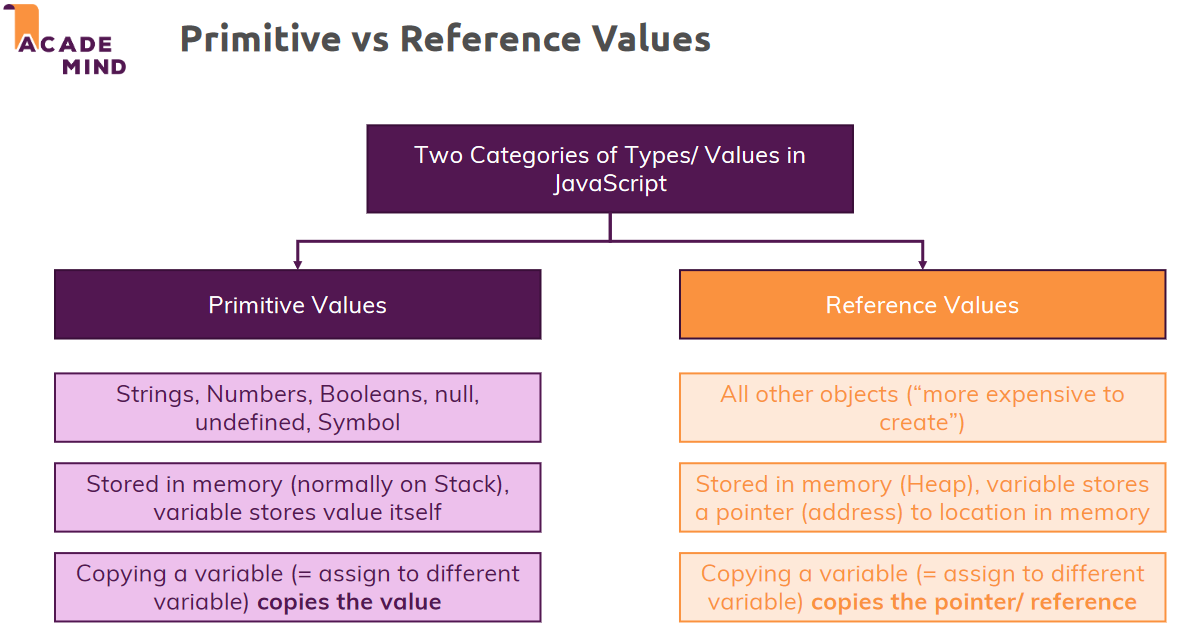 ACADE
MIND
Primitive vs Reference Values
Two Categories of Types/ Values in
JavaScript
Primitive Values
Strings, Numbers, Booleans, null,
undefined, Symbol
Stored in memory (normally on Stack),
variable stores value itself
Copying a variable (= assign to different
variable) copies the value
Reference Values
All other objects (“more expensive to
create”)
Stored in memory (Heap), variable stores
a pointer (address) to location in memory
Copying a variable (= assign to different
variable) copies the pointer/ reference